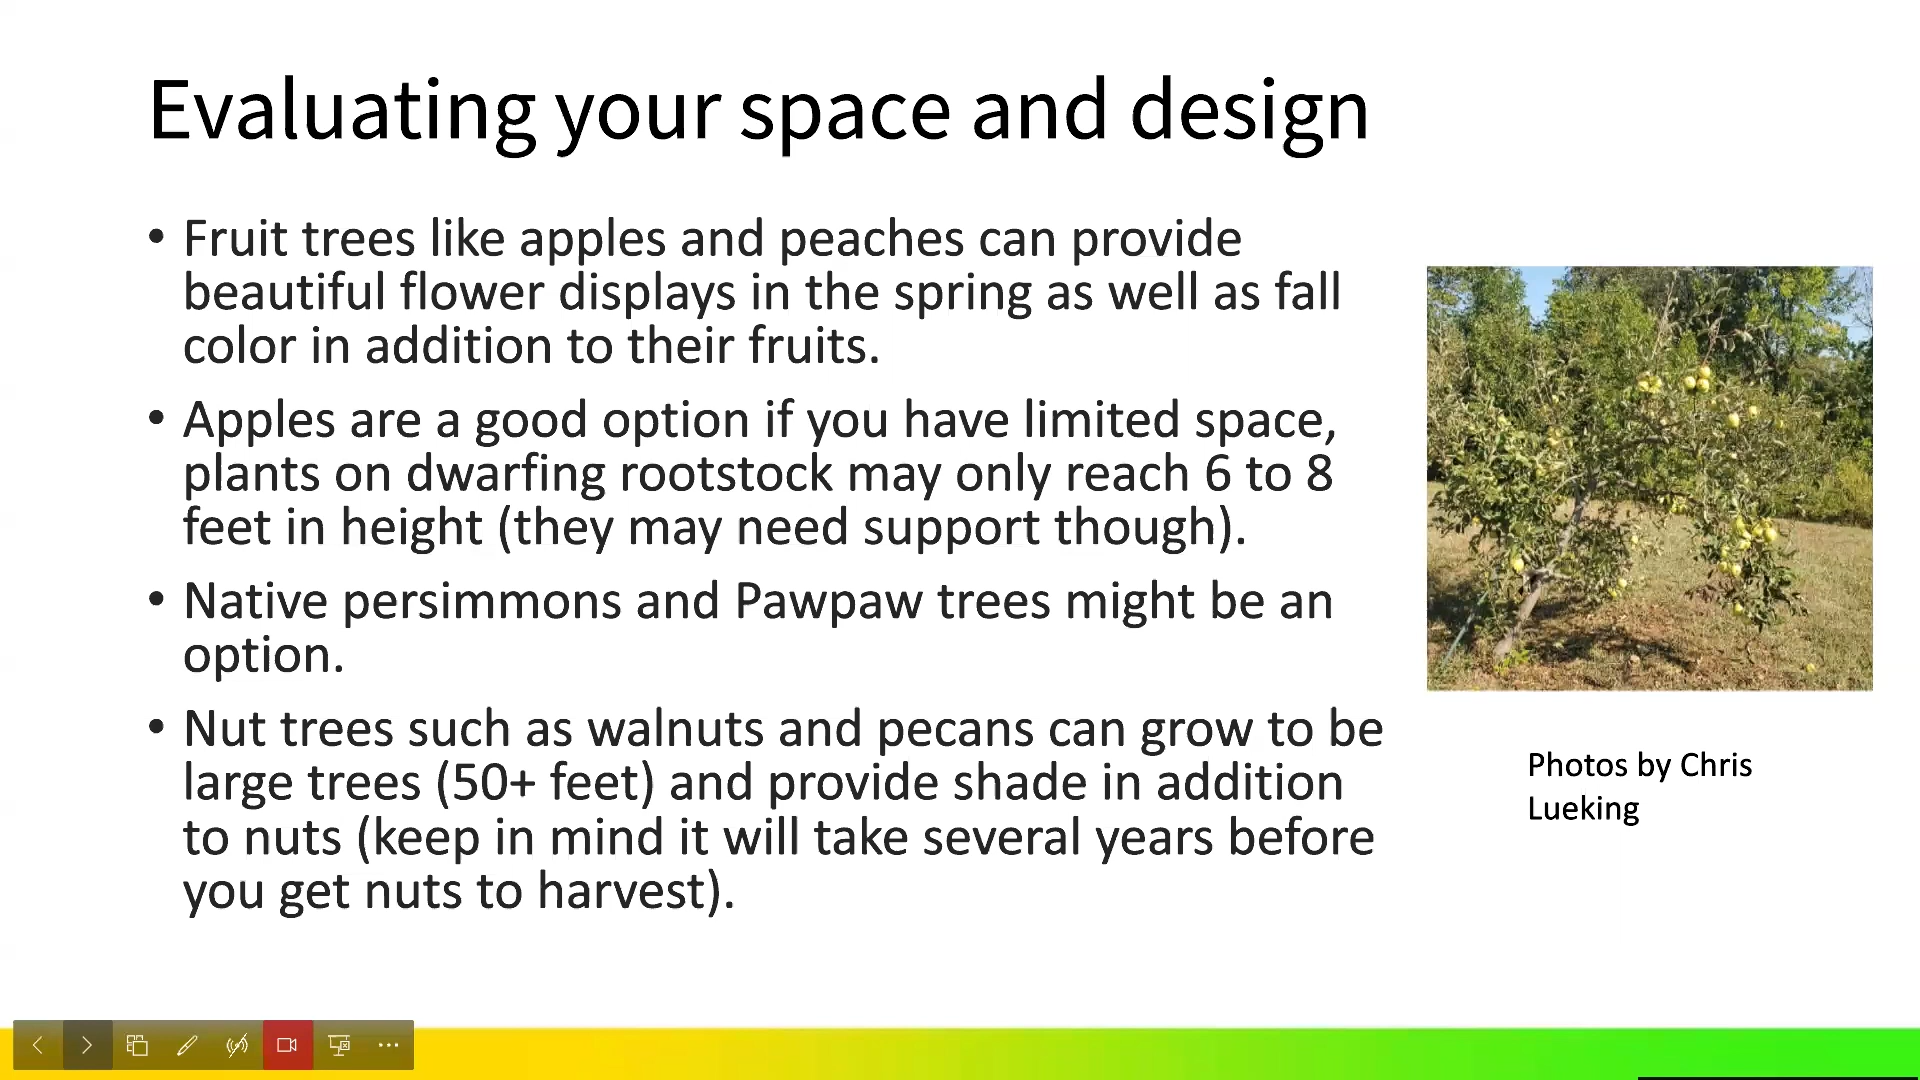 Evaluating your space and design
• Fruit trees like apples and peaches can provide
beautiful flower displays in the spring as well as fall
color in addition to their fruits.
• Apples are a good option if you have limited space,
plants on dwarfing rootstock may only reach 6 to 8
feet in height (they may need support though).
• Native persimmons and Pawpaw trees might be an
option.
• Nut trees such as walnuts and pecans can grow to be
large trees (50+ feet) and provide shade in addition
to nuts (keep in mind it will take several years before
you get nuts to harvest).
Photos by Chris
Lueking